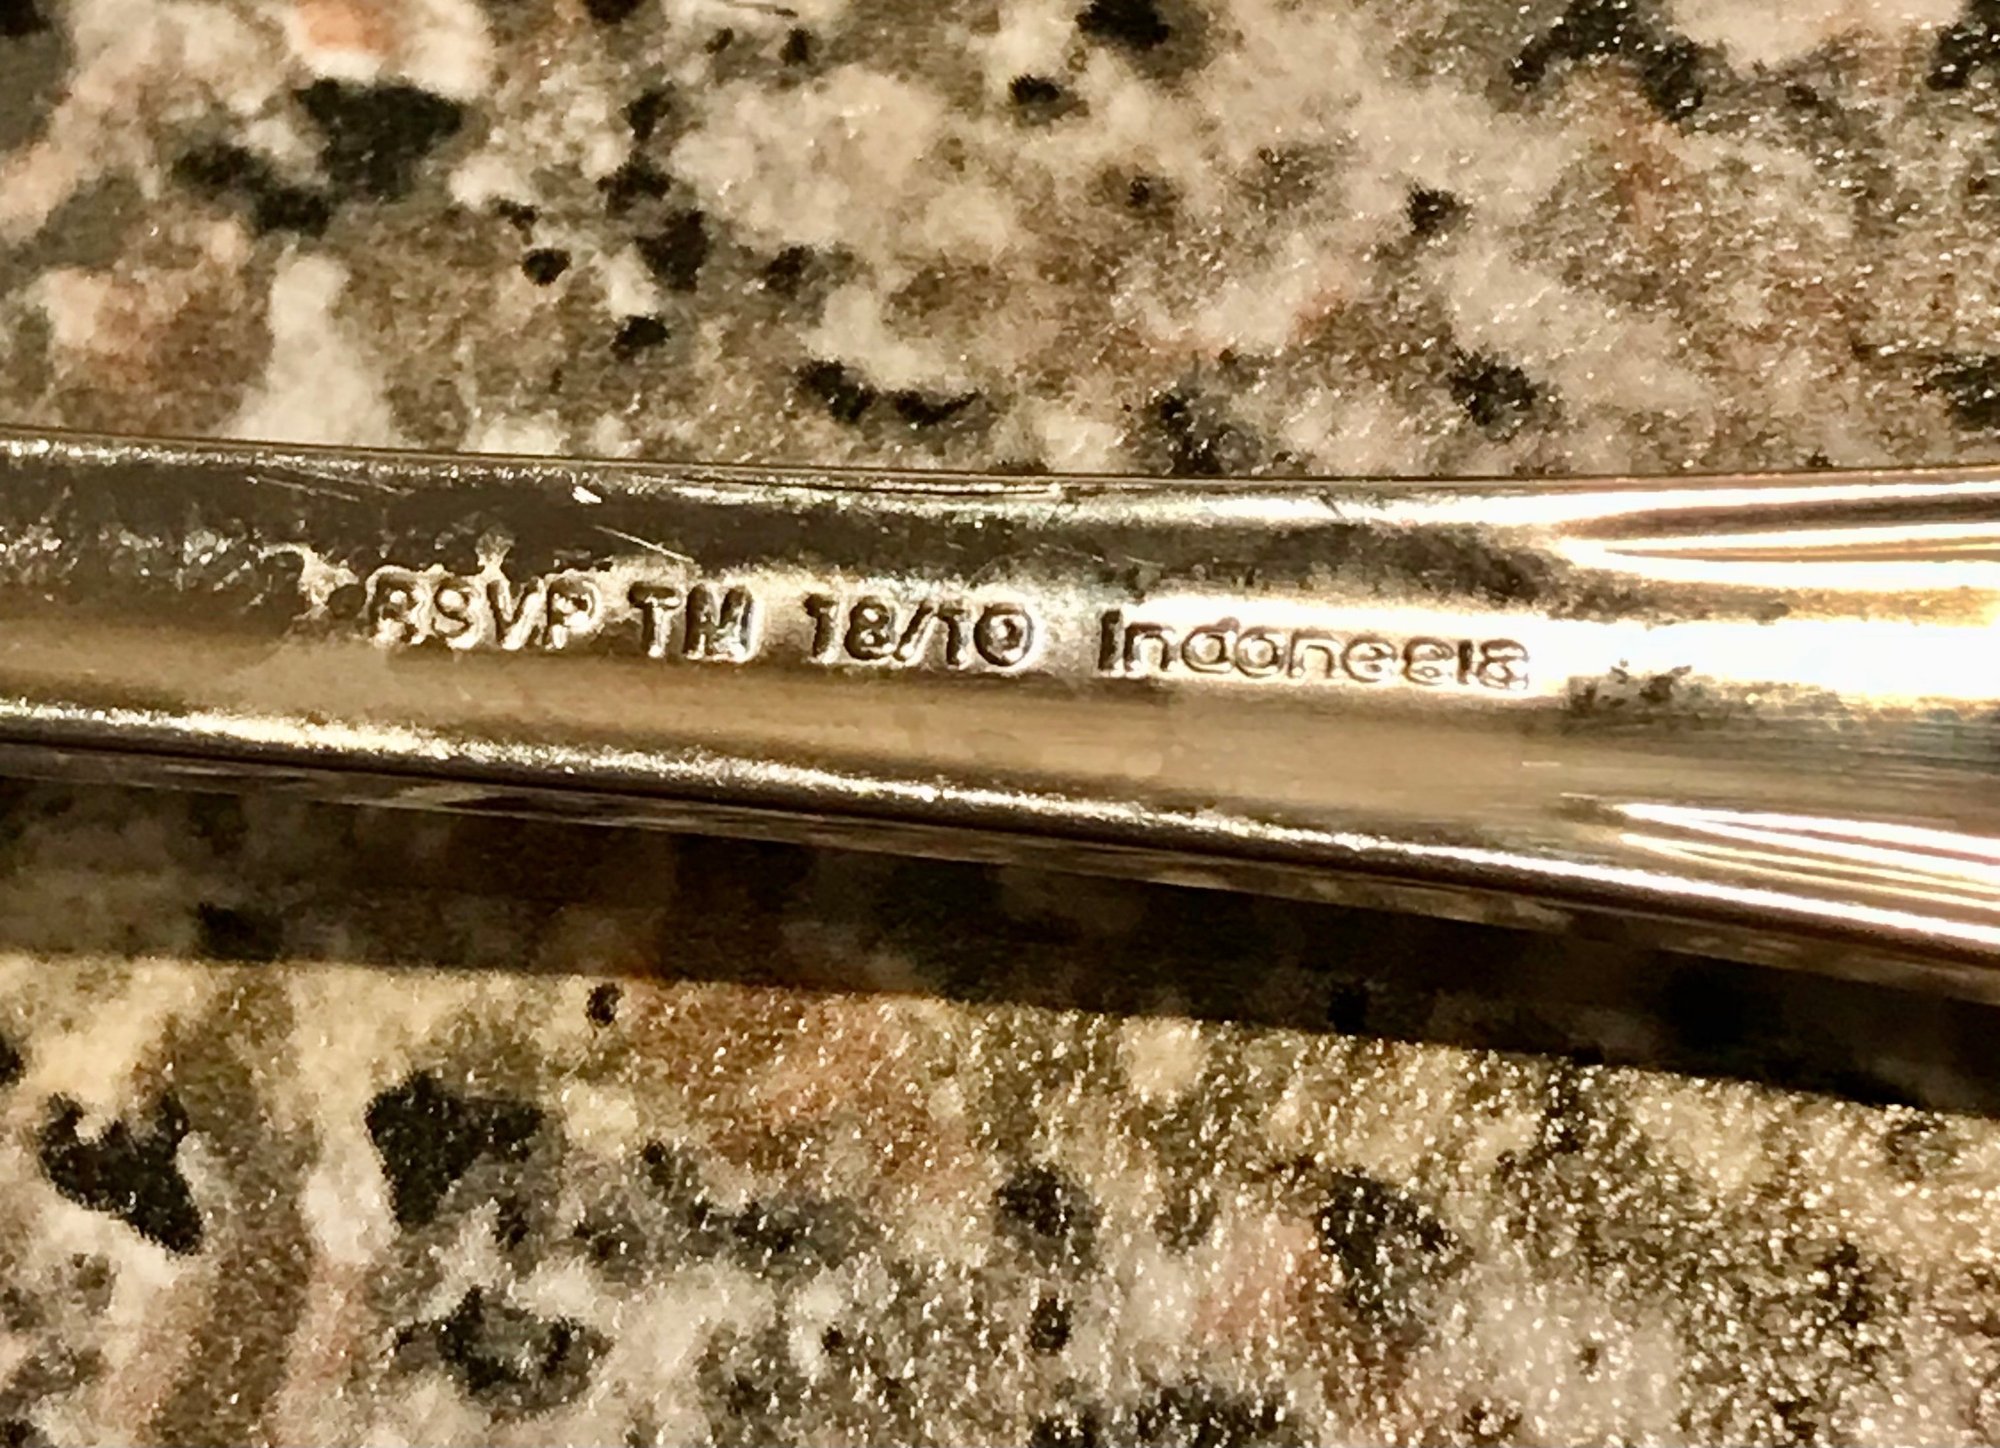 RSVP TM 18/10 Indonesia